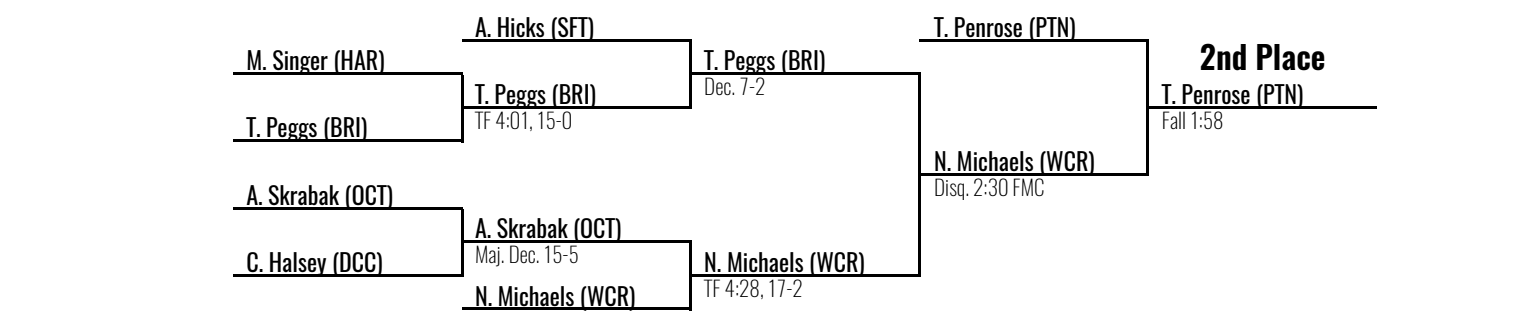 A. Hicks (SFT)
T. Penrose (PTN)
2nd Place
M. Singer (HAR)
T. Peggs (BRI)
Dec. 7-2
T. Peggs (BRI)
TF 4:01, 15-0
T. Penrose (PTN)
Fall 1:58
T. Peggs (BRI)
N. Michaels (WCR)
Disq. 2:30 FMC
A. Skrabak (OCT)
A. Skrabak (OCT)
Maj. Dec. 15-5
C. Halsey (DCC)
N. Michaels (WCR)
TF 4:28, 17-2
N. Michaels (WCR)